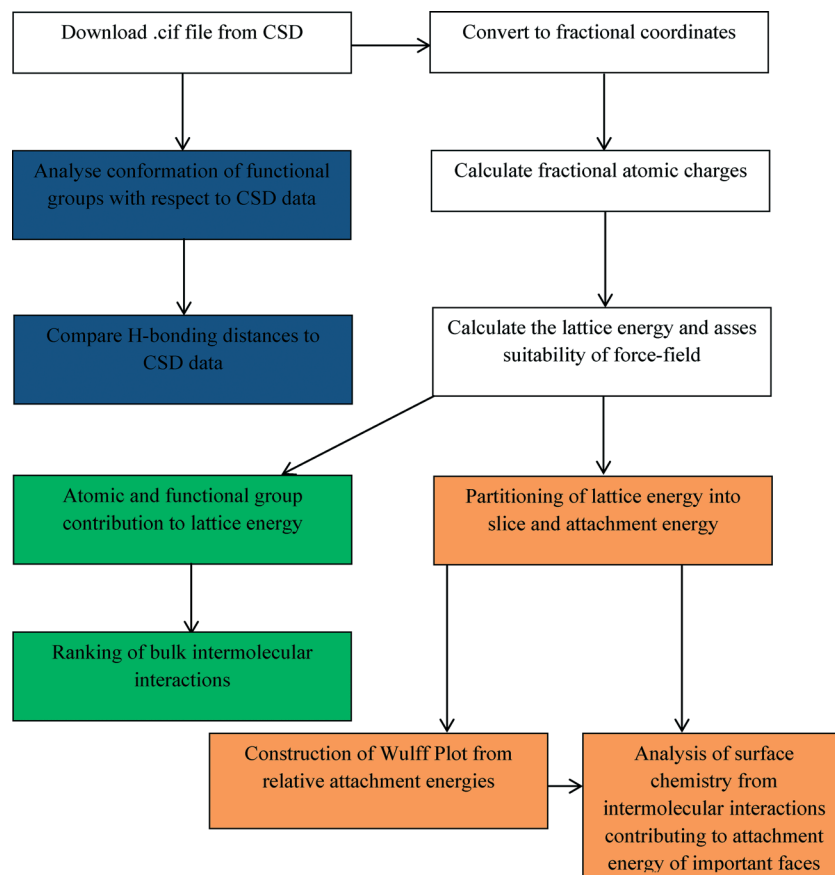 Download .cif file from CSD
Convert to fractional coordinates
Analyse conformation of functional
groups with respect to CSD data
Calculate fractional atomic charges
Compare H-bonding distances to
CSD data
Calculate the lattice energy and asses
suitability of force-field
Atomic and functional group
contribution to lattice energy
Partitioning of lattice energy into
slice and attachment energy
Ranking of bulk intermolecular
interactions
Construction of Wulff Plot from
relative attachment energies
Analysis of surface
chemistry from
intermolecular interactions
contributing to attachment
energy of important faces